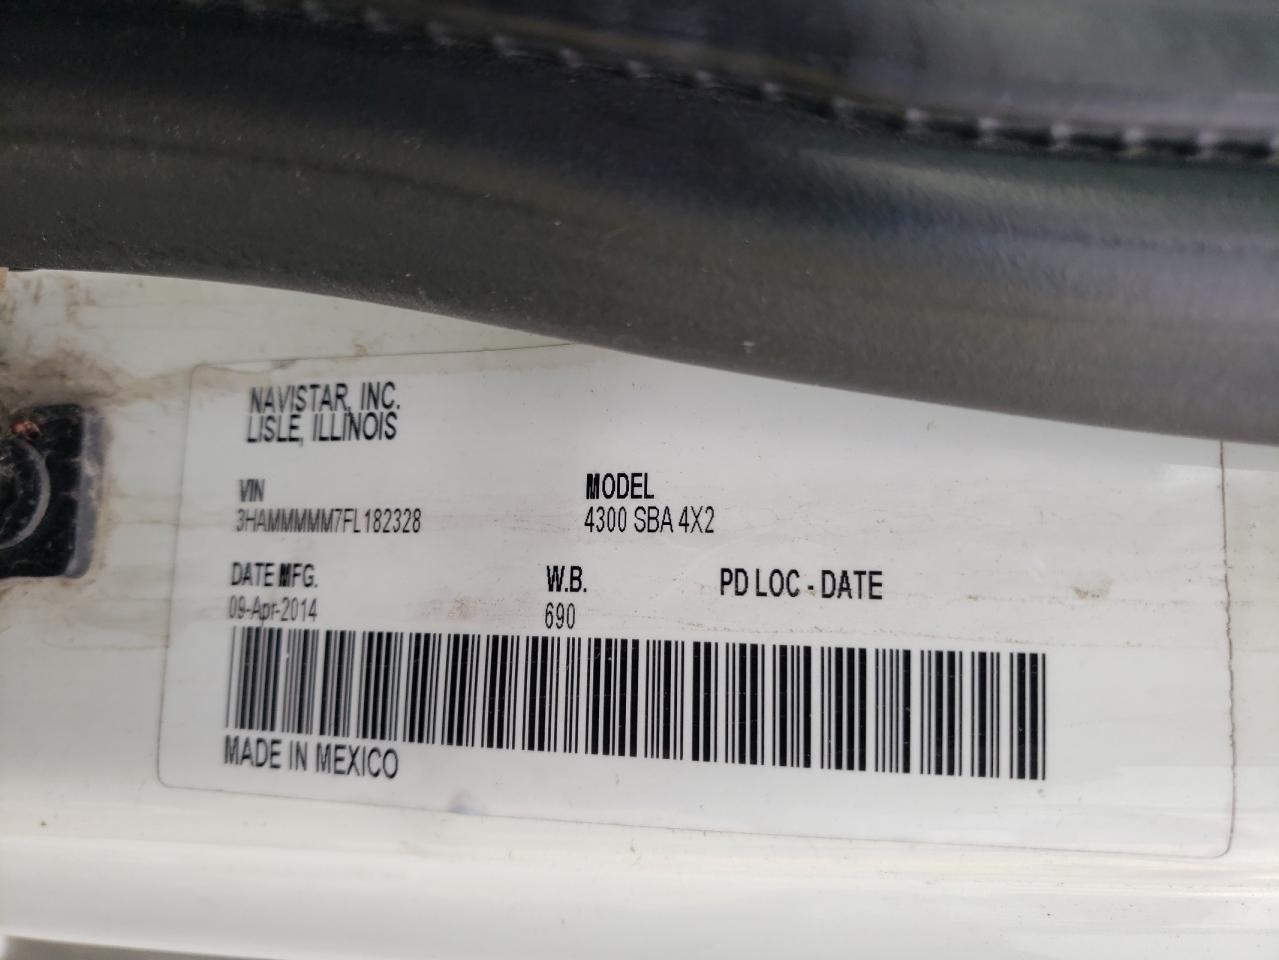 NAVISTAR, INC.
LISLE, ILLINOIS
VIN
3HAMMMMM7FL182328
MODEL
4300 SBA 4X2
DATE MFG.
09-Apr-2014
W.B.
690
PD LOC - DATE
MADE IN MEXICO